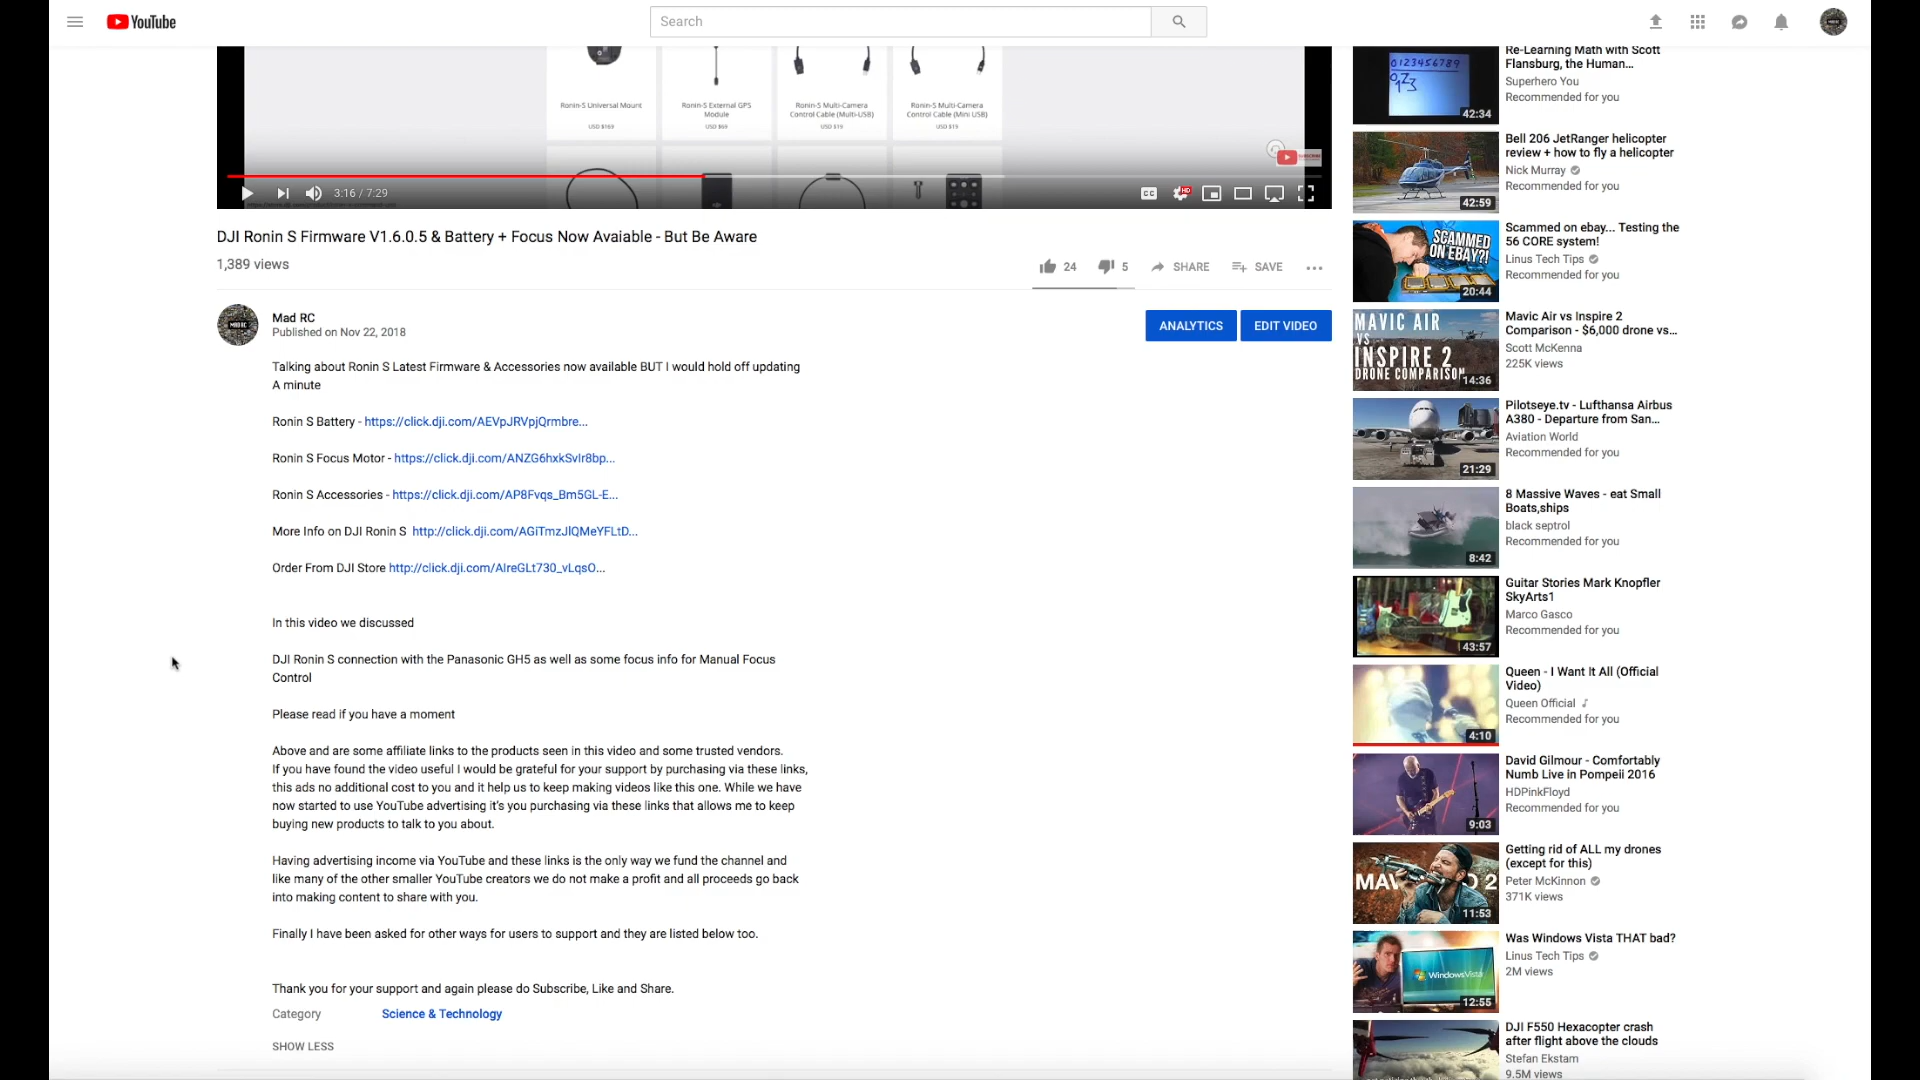 YouTube
Search
Ronin-S Universal Mount
USD $169
Ronin-S External GPS
Module
USD $69
Ronin-S Multi-Camera
Control Cable (Multi-USB)
USD $19
Ronin-S Multi-Camera
Control Cable (Mini USB)
USD $19
3:16 / 7:29
CC
HD
DJI Ronin S Firmware V1.6.0.5 & Battery + Focus Now Avaiable - But Be Aware
1,389 views
24
5
SHARE
SAVE
Mad RC
Published on Nov 22, 2018
ANALYTICS
EDIT VIDEO
Talking about Ronin S Latest Firmware & Accessories now available BUT I would hold off updating
A minute
Ronin S Battery - https://click.dji.com/AEVpJRVpjQrmbre...
Ronin S Focus Motor - https://click.dji.com/ANZG6hxkSvIr8bp...
Ronin S Accessories - https://click.dji.com/AP8Fvqs_Bm5GL-E...
More Info on DJI Ronin S  http://click.dji.com/AGiTmzJlQMeYFLtD...
Order From DJI Store http://click.dji.com/AIreGLt730_vLqsO...
In this video we discussed
DJI Ronin S connection with the Panasonic GH5 as well as some focus info for Manual Focus
Control
Please read if you have a moment
Above and are some affiliate links to the products seen in this video and some trusted vendors.
If you have found the video useful I would be grateful for your support by purchasing via these links,
this ads no additional cost to you and it help us to keep making videos like this one. While we have
now started to use YouTube advertising it's you purchasing via these links that allows me to keep
buying new products to talk to you about.
Having advertising income via YouTube and these links is the only way we fund the channel and
like many of the other smaller YouTube creators we do not make a profit and all proceeds go back
into making content to share with you.
Finally I have been asked for other ways for users to support and they are listed below too.
Thank you for your support and again please do Subscribe, Like and Share.
Category
Science & Technology
SHOW LESS
0123456789
42:34
Re-Learning Math with Scott
Flansburg, the Human...
Superhero You
Recommended for you
42:59
Bell 206 JetRanger helicopter
review + how to fly a helicopter
Nick Murray
Recommended for you
SCAMMED
ON EBAY?!
20:44
Scammed on ebay... Testing the
56 CORE system!
Linus Tech Tips
Recommended for you
MAVIC AIR
VS
INSPIRE 2
DRONE COMPARISON
14:36
Mavic Air vs Inspire 2
Comparison - $6,000 drone vs...
Scott McKenna
225K views
21:29
Pilotseye.tv - Lufthansa Airbus
A380 - Departure from San...
Aviation World
Recommended for you
8:42
8 Massive Waves - eat Small
Boats,ships
black septrol
Recommended for you
43:57
Guitar Stories Mark Knopfler
SkyArts1
Marco Gasco
Recommended for you
4:10
Queen - I Want It All (Official
Video)
Queen Official
Recommended for you
9:03
David Gilmour - Comfortably
Numb Live in Pompeii 2016
HDPinkFloyd
Recommended for you
11:53
Getting rid of ALL my drones
(except for this)
Peter McKinnon
371K views
WindowsVista
12:55
Was Windows Vista THAT bad?
Linus Tech Tips
2M views
DJI F550 Hexacopter crash
after flight above the clouds
Stefan Ekstam
9.5M views